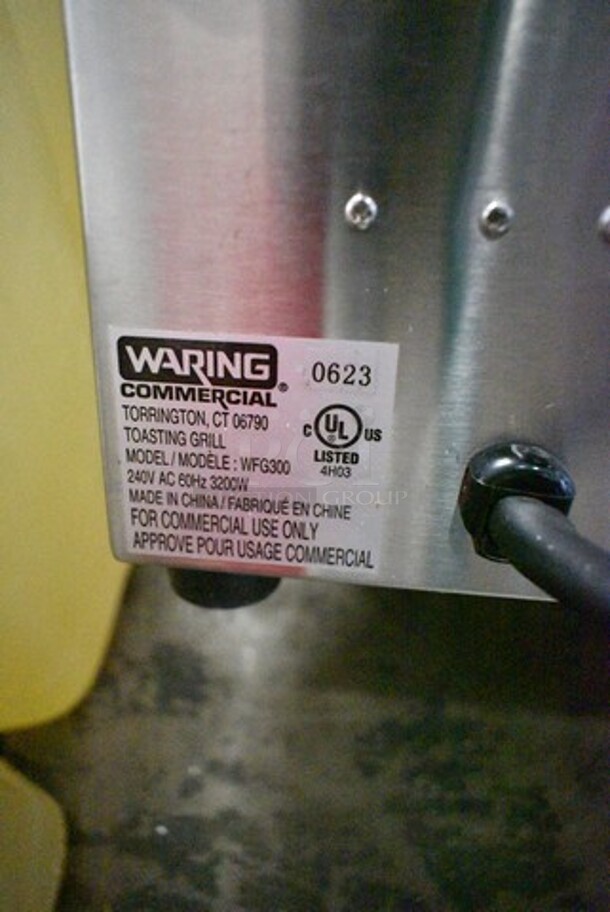 WARING
COMMERCIAL®
0623
TORRINGTON, CT 06790
TOASTING GRILL
MODEL / MODÈLE : WFG300
240V AC 60Hz 3200W
MADE IN CHINA / FABRIQUÉ EN CHINE
FOR COMMERCIAL USE ONLY
APPROVE POUR USAGE COMMERCIAL
C UL® US
LISTED
4H03
GROUP